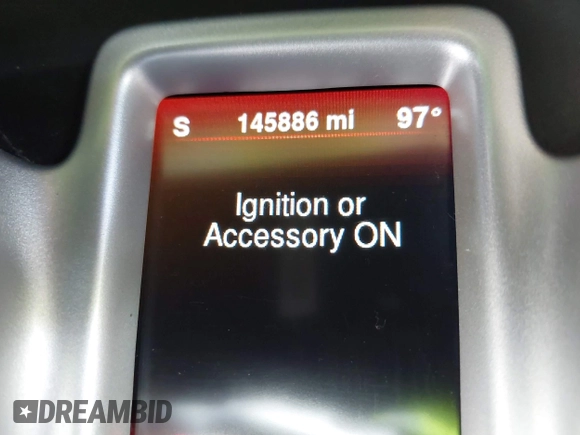 S 145886 mi 97°
Ignition or
Accessory ON
DREAMBID